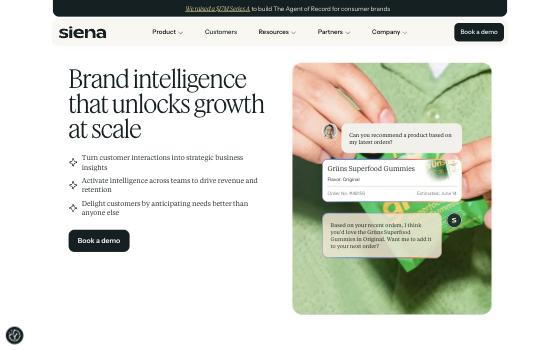 We raised a $17M Series A to build The Agent of Record for consumer brands
siena
Product
Customers
Resources
Partners
Company
Book a demo
Brand intelligence
that unlocks growth
at scale
Turn customer interactions into strategic business
insights
Activate intelligence across teams to drive revenue and
retention
Delight customers by anticipating needs better than
anyone else
Book a demo
Can you recommend a product based on
my latest orders?
Grüns Superfood Gummies
Flavor: Original
Order No.
Estimated: June 14
S
Based on your recent orders, I think
you'd love the Grüns Superfood
Gummies in Original. Want me to add it
to your next order?